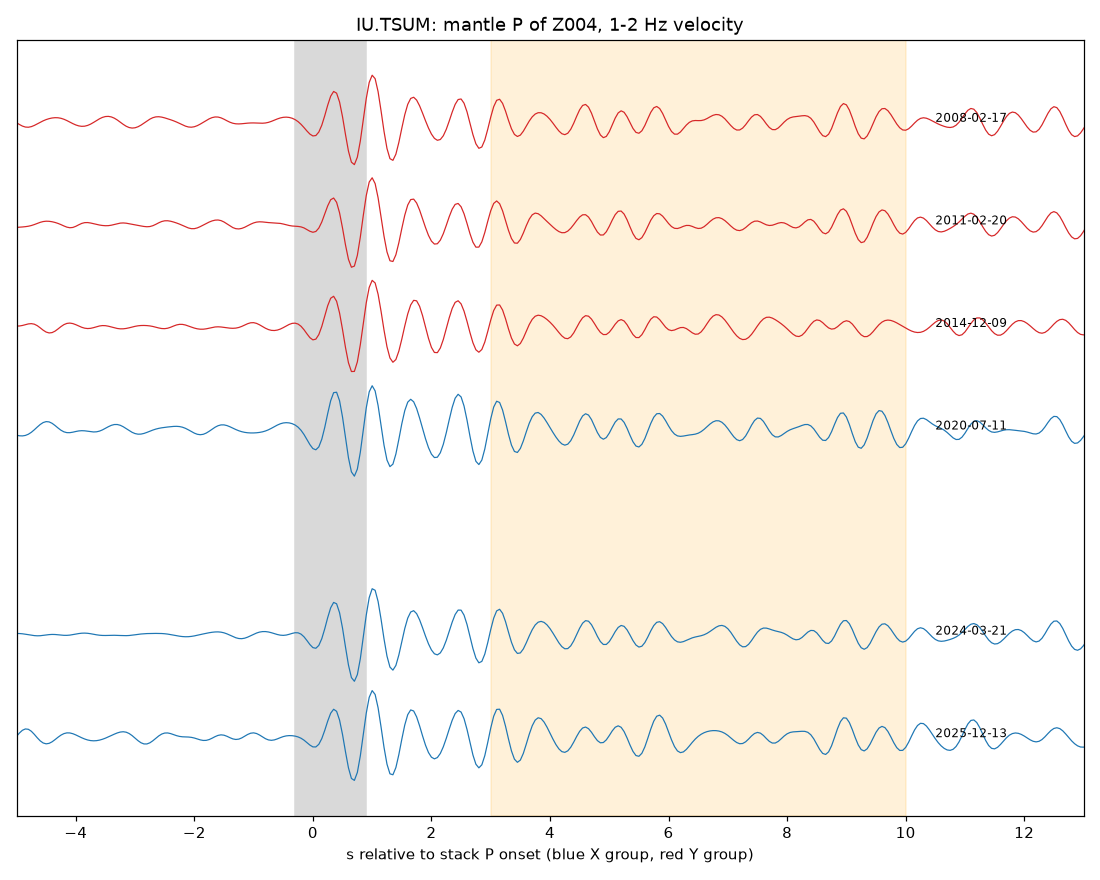 IU.TSUM: mantle P of Z004, 1-2 Hz velocity
2008-02-17
2011-02-20
2014-12-09
2020-07-11
2024-03-21
2025-12-13
−4 −2 0 2 4 6 8 10 12
s relative to stack P onset (blue X group, red Y group)